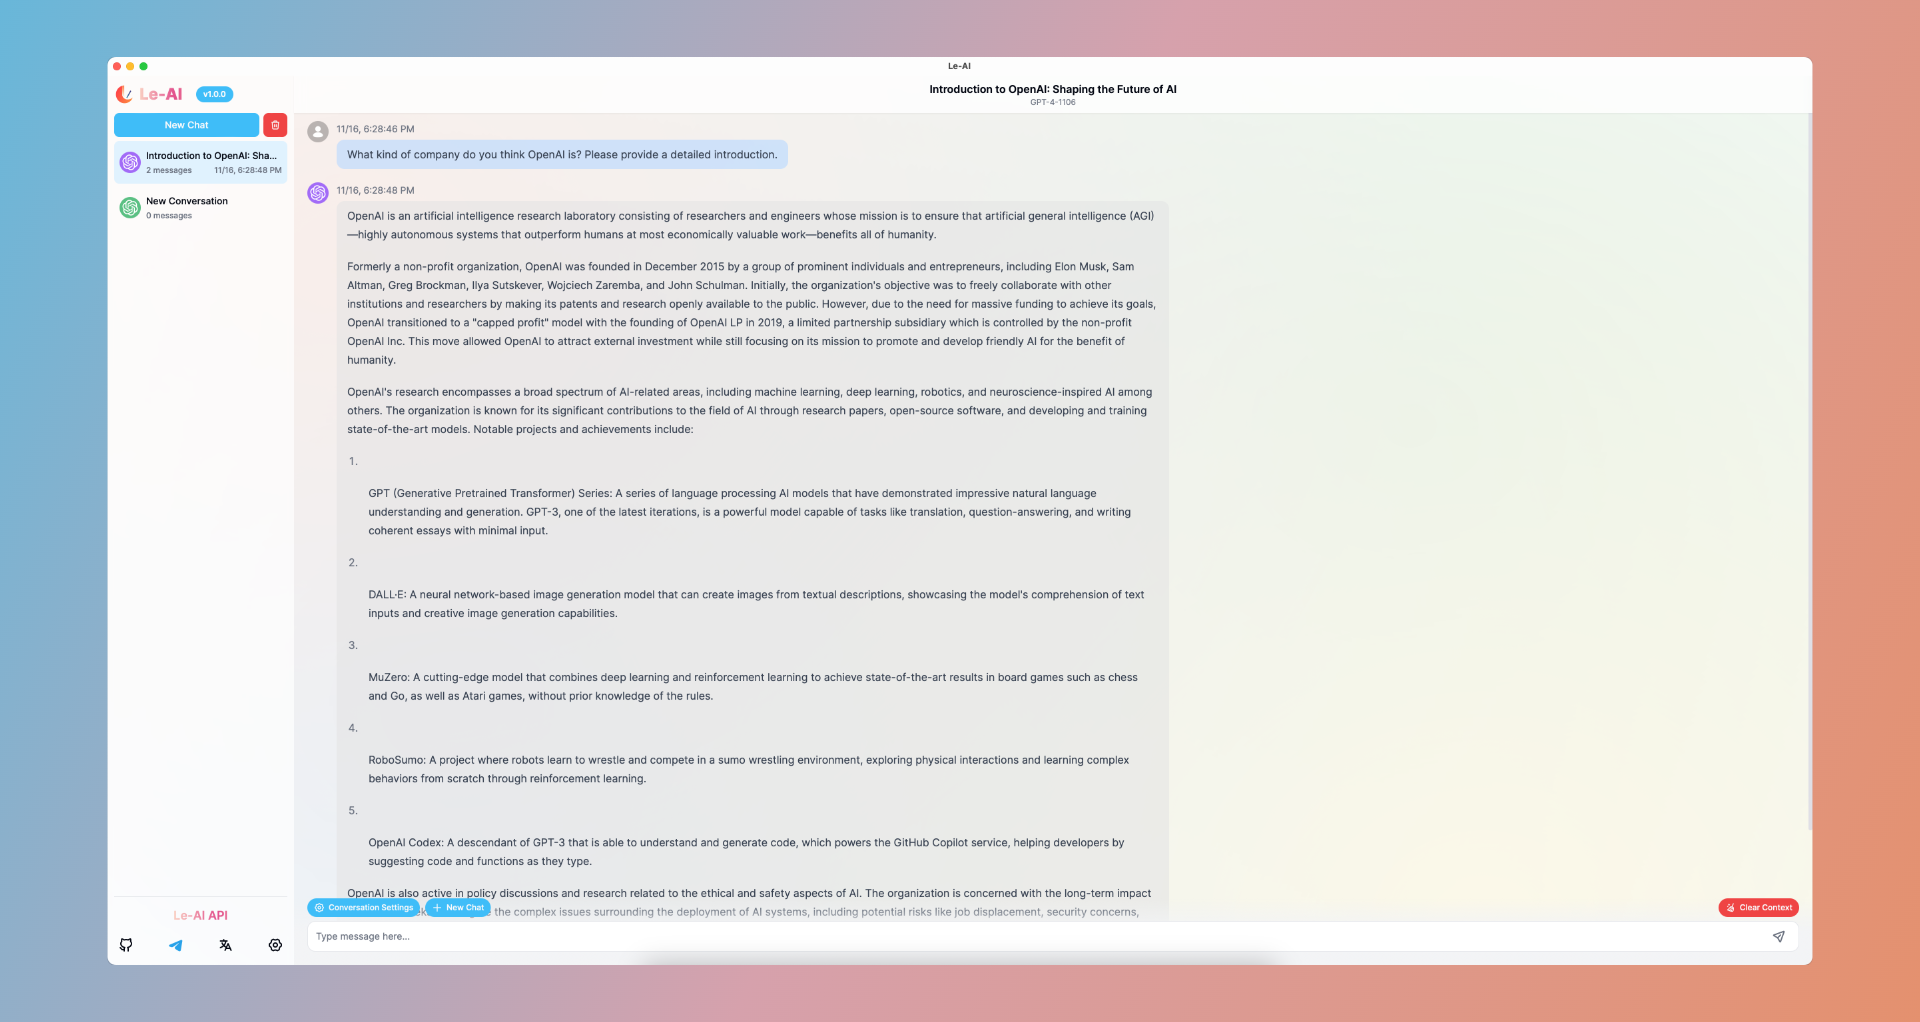 Le-AI
Le-AI v1.0.0
New Chat
Introduction to OpenAI: Sha...
2 messages 11/16, 6:28:48 PM
New Conversation
0 messages
Le-AI API
Introduction to OpenAI: Shaping the Future of AI
GPT-4-1106
11/16, 6:28:46 PM
What kind of company do you think OpenAI is? Please provide a detailed introduction.
11/16, 6:28:48 PM
OpenAI is an artificial intelligence research laboratory consisting of researchers and engineers whose mission is to ensure that artificial general intelligence (AGI)
—highly autonomous systems that outperform humans at most economically valuable work—benefits all of humanity.
Formerly a non-profit organization, OpenAI was founded in December 2015 by a group of prominent individuals and entrepreneurs, including Elon Musk, Sam
Altman, Greg Brockman, Ilya Sutskever, Wojciech Zaremba, and John Schulman. Initially, the organization's objective was to freely collaborate with other
institutions and researchers by making its patents and research openly available to the public. However, due to the need for massive funding to achieve its goals,
OpenAI transitioned to a "capped profit" model with the founding of OpenAI LP in 2019, a limited partnership subsidiary which is controlled by the non-profit
OpenAI Inc. This move allowed OpenAI to attract external investment while still focusing on its mission to promote and develop friendly AI for the benefit of
humanity.
OpenAI's research encompasses a broad spectrum of AI-related areas, including machine learning, deep learning, robotics, and neuroscience-inspired AI among
others. The organization is known for its significant contributions to the field of AI through research papers, open-source software, and developing and training
state-of-the-art models. Notable projects and achievements include:
1.
GPT (Generative Pretrained Transformer) Series: A series of language processing AI models that have demonstrated impressive natural language
understanding and generation. GPT-3, one of the latest iterations, is a powerful model capable of tasks like translation, question-answering, and writing
coherent essays with minimal input.
2.
DALL·E: A neural network-based image generation model that can create images from textual descriptions, showcasing the model's comprehension of text
inputs and creative image generation capabilities.
3.
MuZero: A cutting-edge model that combines deep learning and reinforcement learning to achieve state-of-the-art results in board games such as chess
and Go, as well as Atari games, without prior knowledge of the rules.
4.
RoboSumo: A project where robots learn to wrestle and compete in a sumo wrestling environment, exploring physical interactions and learning complex
behaviors from scratch through reinforcement learning.
5.
OpenAI Codex: A descendant of GPT-3 that is able to understand and generate code, which powers the GitHub Copilot service, helping developers by
suggesting code and functions as they type.
OpenAI is also active in policy discussions and research related to the ethical and safety aspects of AI. The organization is concerned with the long-term impact
the complex issues surrounding the deployment of AI systems, including potential risks like job displacement, security concerns,
Conversation Settings
New Chat
Clear Context
Type message here...